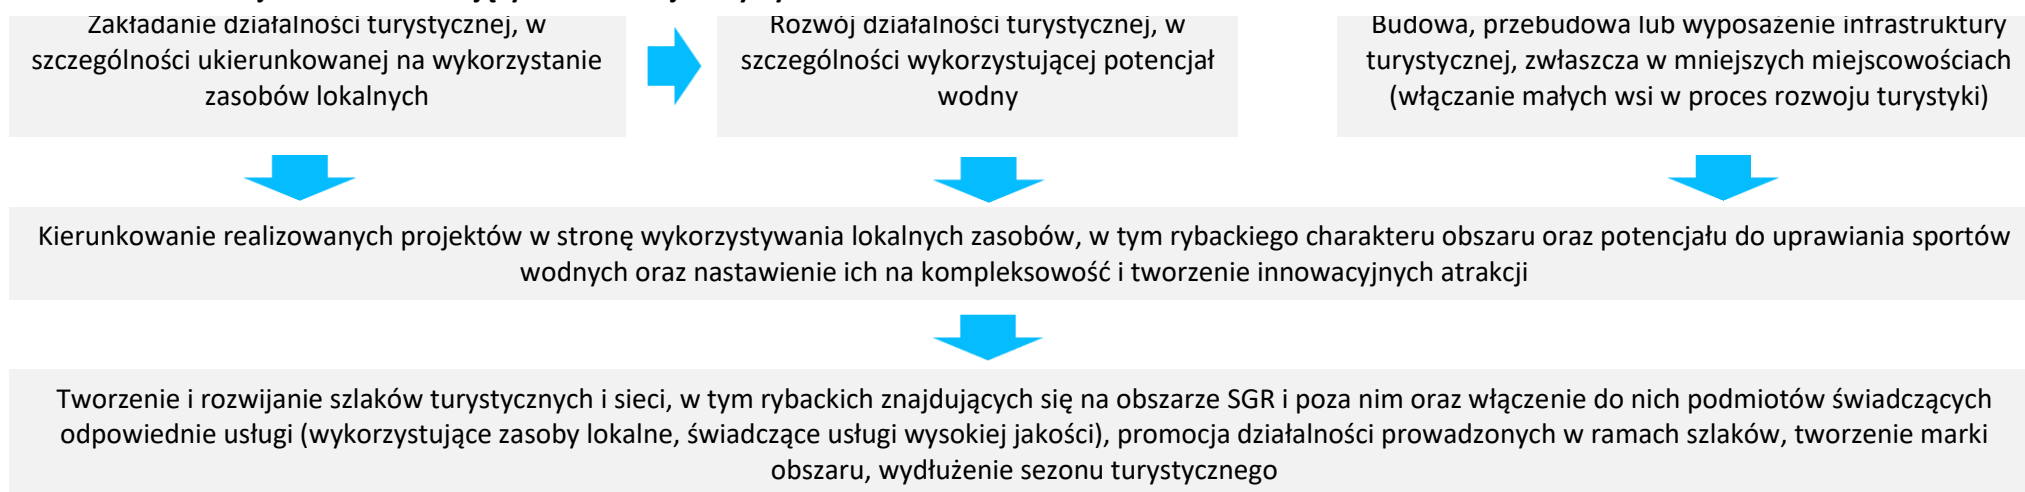 Zakładanie działalności turystycznej, w
szczególności ukierunkowanej na wykorzystanie
zasobów lokalnych
Rozwój działalności turystycznej, w
szczególności wykorzystującej potencjał
wodny
Budowa, przebudowa lub wyposażenie infrastruktury
turystycznej, zwłaszcza w mniejszych miejscowościach
(włączanie małych wsi w proces rozwoju turystyki)
Kierunkowanie realizowanych projektów w stronę wykorzystywania lokalnych zasobów, w tym rybackiego charakteru obszaru oraz potencjału do uprawiania sportów
wodnych oraz nastawienie ich na kompleksowość i tworzenie innowacyjnych atrakcji
Tworzenie i rozwijanie szlaków turystycznych i sieci, w tym rybackich znajdujących się na obszarze SGR i poza nim oraz włączenie do nich podmiotów świadczących
odpowiednie usługi (wykorzystujące zasoby lokalne, świadczące usługi wysokiej jakości), promocja działalności prowadzonych w ramach szlaków, tworzenie marki
obszaru, wydłużenie sezonu turystycznego